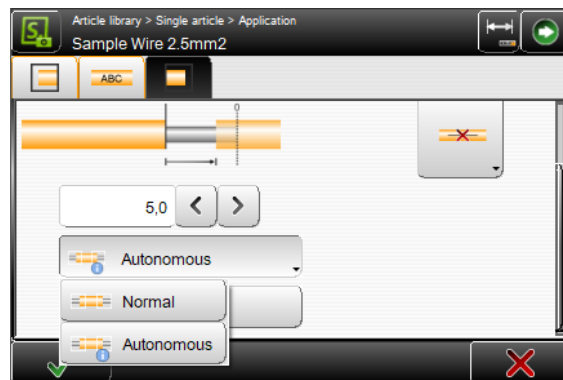 Article library > Single article > Application
Sample Wire 2.5mm2
ABC
0
5,0
Autonomous
Normal
Autonomous